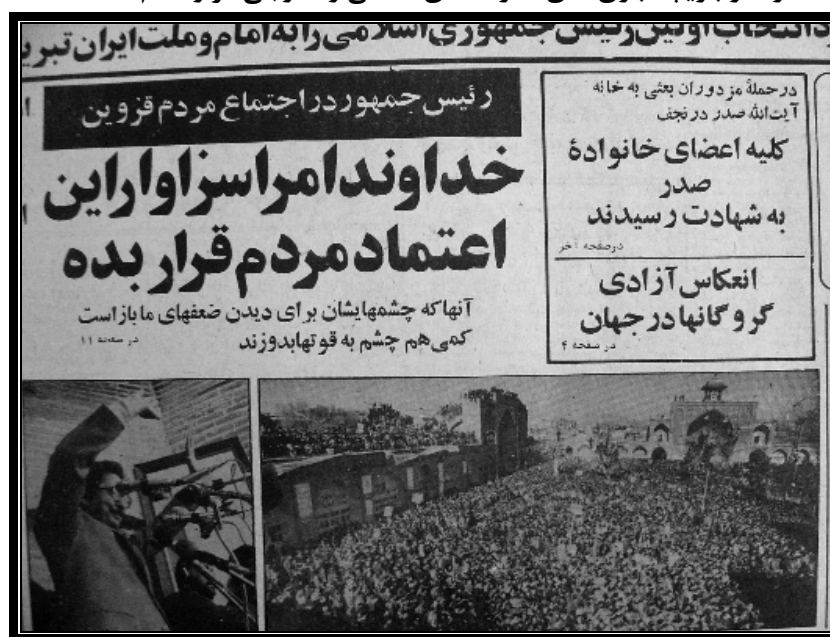 انتخاب اولین رئیس جمهوری اسلامی را به امام و ملت ایران
رئیس جمهور در اجتماع مردم قزوین
خداوندا مرا سزاوار این
اعتماد مردم قرار بده
آنها که چشمهایشان برای دیدن ضعفهای ما باز است
کمی هم چشم به قوتها بدوزند
در صفحه ۱۱
در حملهٔ مزدوران بعثی به خانه
آیت‌الله صدر در نجف
کلیه اعضای خانوادهٔ
صدر
به شهادت رسیدند
در صفحه آخر
انعکاس آزادی
گروگانها در جهان
در صفحه ۴